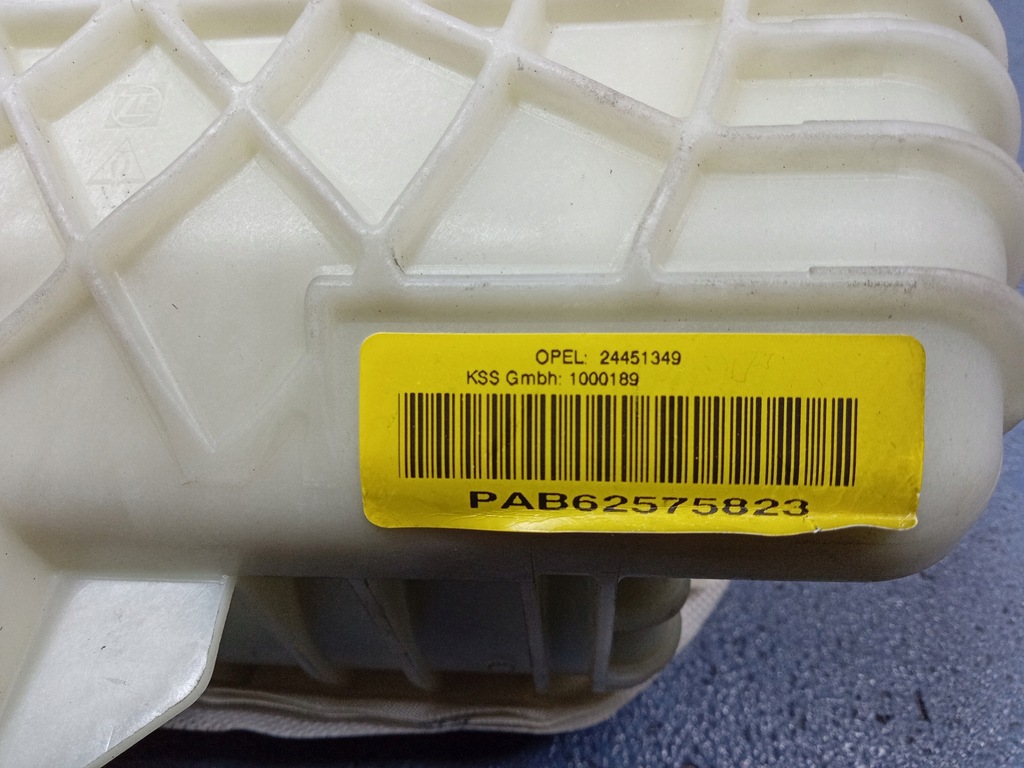 OPEL: 24451349
KSS Gmbh: 1000189
PAB62575823